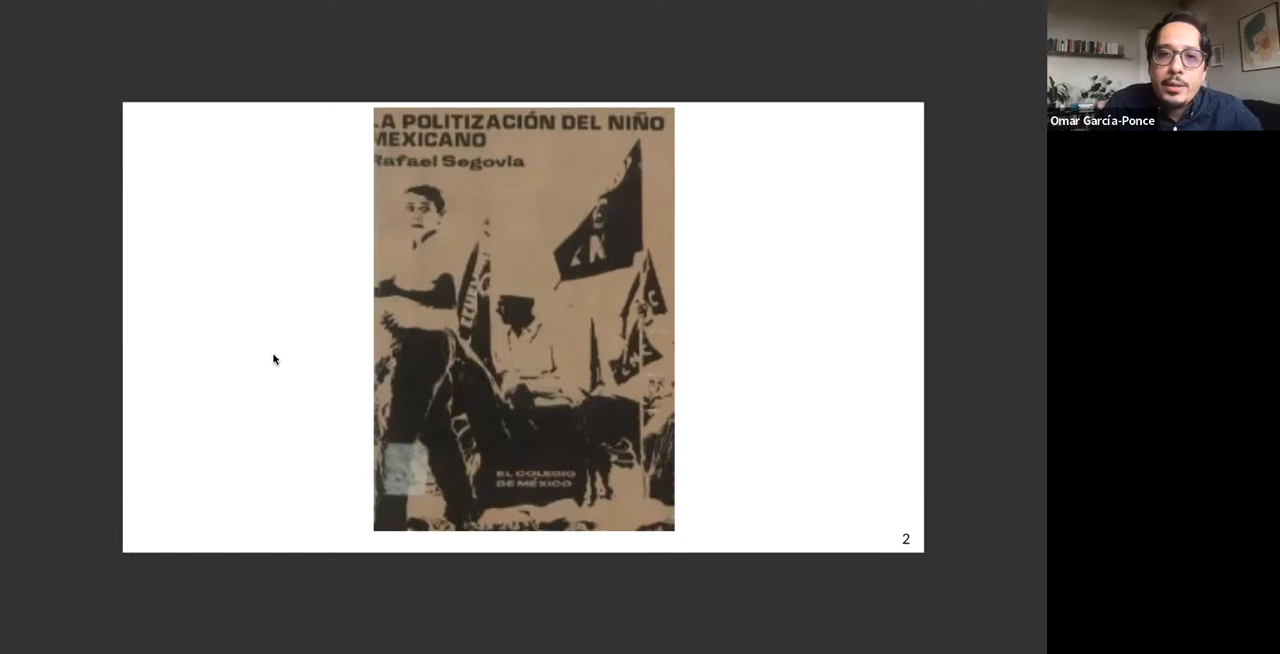 LA POLITIZACIÓN DEL NIÑO
MEXICANO
Rafael Segovia
EL COLEGIO
DE MÉXICO
2
Omar García-Ponce